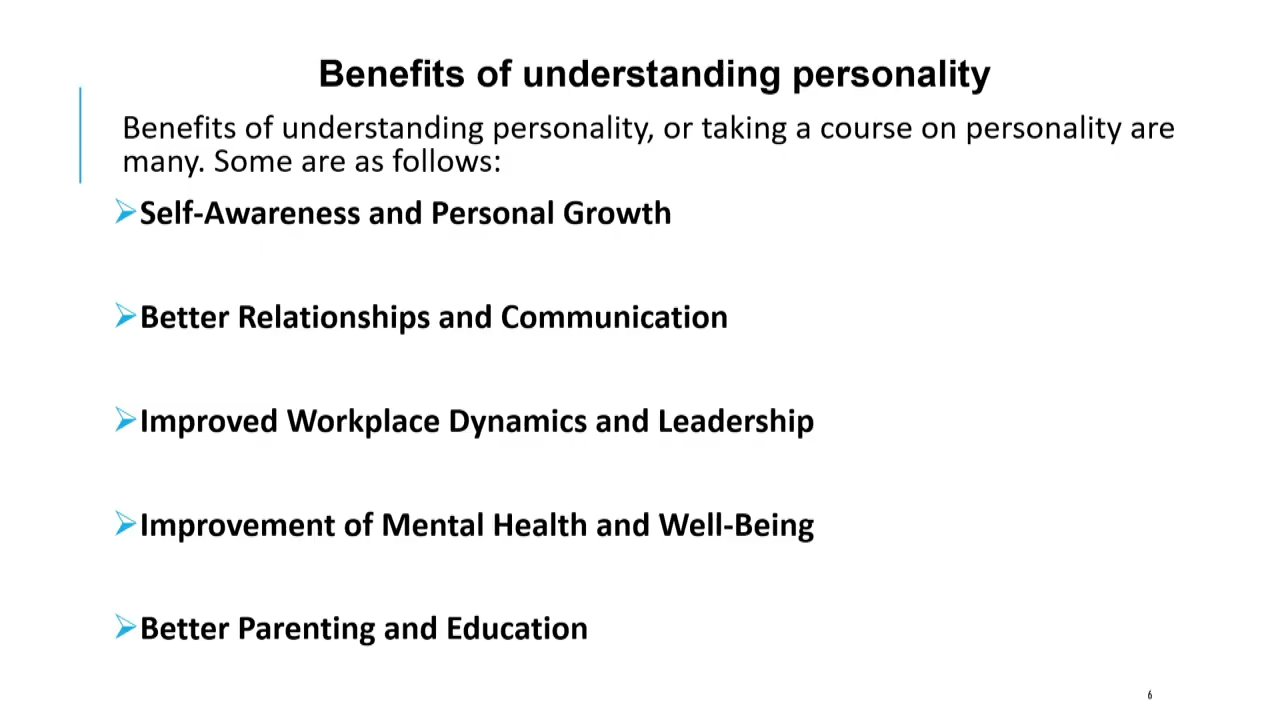 Benefits of understanding personality
Benefits of understanding personality, or taking a course on personality are
many. Some are as follows:
Self-Awareness and Personal Growth
Better Relationships and Communication
Improved Workplace Dynamics and Leadership
Improvement of Mental Health and Well-Being
Better Parenting and Education
6